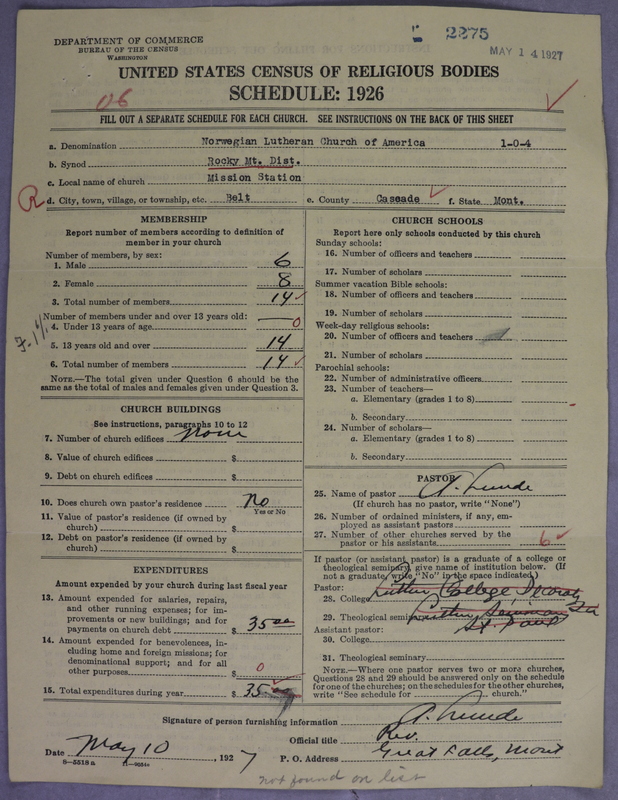 DEPARTMENT OF COMMERCE
BUREAU OF THE CENSUS
WASHINGTON
2275
MAY 14 1927
UNITED STATES CENSUS OF RELIGIOUS BODIES
SCHEDULE: 1926
06
FILL OUT A SEPARATE SCHEDULE FOR EACH CHURCH. SEE INSTRUCTIONS ON THE BACK OF THIS SHEET
a. Denomination Norwegian Lutheran Church of America 1-0-4
b. Synod Rocky Mt. Dist.
c. Local name of church Mission Station
R d. City, town, village, or township, etc. Belt e. County Cascade f. State Mont.
MEMBERSHIP
Report number of members according to definition of member in your church
Number of members, by sex:
1. Male 6
2. Female 8
3. Total number of members 14
Number of members under and over 13 years old:
4. Under 13 years of age — 0
5. 13 years old and over 14
6. Total number of members 14
NOTE.—The total given under Question 6 should be
same as the total of males and females given under Question 3.
CHURCH BUILDINGS
See instructions, paragraphs 10 to 12
7. Number of church edifices none
8. Value of church edifices $
9. Debt on church edifices $
10. Does church own pastor's residence No
Yes or No
11. Value of pastor's residence (if owned by
church) $
12. Debt on pastor's residence (if owned by
church) $
EXPENDITURES
Amount expended by your church during last fiscal year
13. Amount expended for salaries, repairs,
and other running expenses; for im-
provements or new buildings; and for
payments on church debt $ 35 00
14. Amount expended for benevolences, in-
cluding home and foreign missions; for
denominational support; and for all
other purposes $ 0
15. Total expenditures during year $ 35
CHURCH SCHOOLS
Report here only schools conducted by this church
Sunday schools:
16. Number of officers and teachers
17. Number of scholars
Summer vacation Bible schools:
18. Number of officers and teachers
19. Number of scholars
Week-day religious schools:
20. Number of officers and teachers
21. Number of scholars
Parochial schools:
22. Number of administrative officers
23. Number of teachers—
a. Elementary (grades 1 to 8)
b. Secondary
24. Number of scholars—
a. Elementary (grades 1 to 8)
b. Secondary
PASTOR
25. Name of pastor
(If church has no pastor, write "None")
26. Number of ordained ministers, if any, em-
ployed as assistant pastors
27. Number of other churches served by the
pastor or his assistants 6
If pastor (or assistant pastor) is a graduate of a college or
theological seminary, give name of institution below. (If
not a graduate, write "No" in the space indicated)
Pastor:
28. College Luther College Decorah Ia
29. Theological seminary Luther Seminary
St. Paul
Assistant pastor:
30. College
31. Theological seminary
NOTE.—Where one pastor serves two or more churches,
Questions 28 and 29 should be answered only on the schedule
for one of the churches; on the schedules for the other churches,
write "See schedule for church."
Signature of person furnishing information
Official title Rev.
Date May 10, 1927 P. O. Address Great Falls, Mont
8—5518 a
not found on list